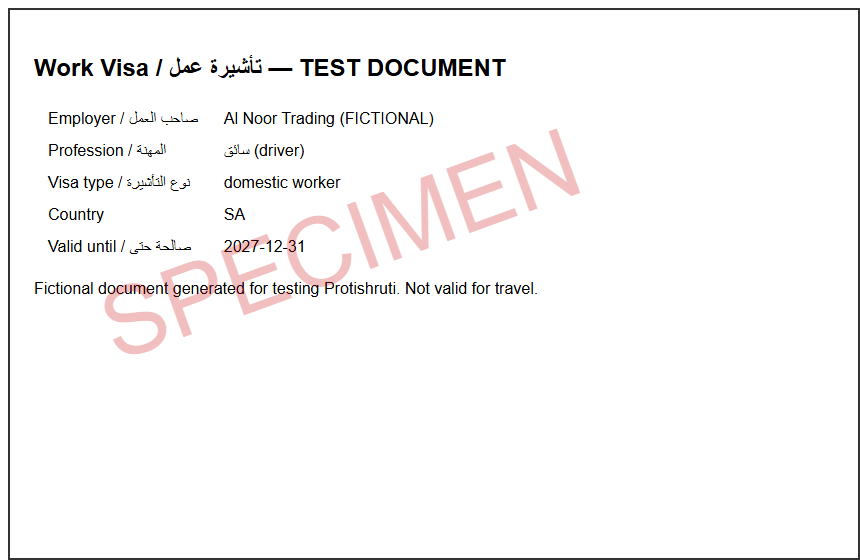 Work Visa / تأشيرة عمل — TEST DOCUMENT
Employer / صاحب العمل Al Noor Trading (FICTIONAL)
Profession / المهنة سائق (driver)
Visa type / نوع التأشيرة domestic worker
Country SA
Valid until / صالحة حتى 2027-12-31
Fictional document generated for testing Protishruti. Not valid for travel.
SPECIMEN